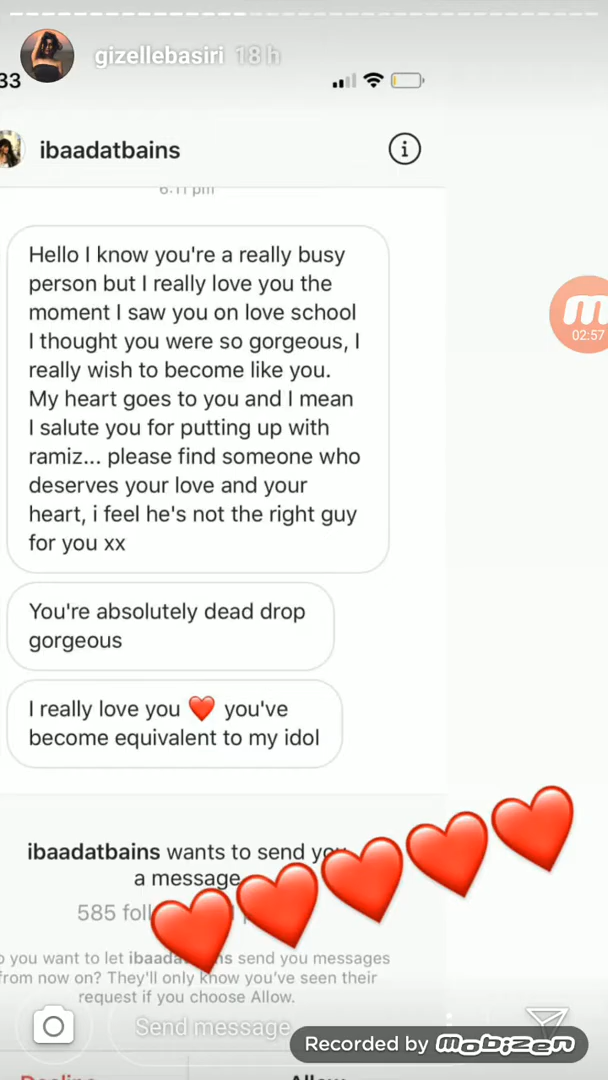 gizellebasiri 18 h
33
ibaadatbains
6:11 pm
Hello I know you're a really busy
person but I really love you the
moment I saw you on love school
I thought you were so gorgeous, I
really wish to become like you.
My heart goes to you and I mean
I salute you for putting up with
ramiz... please find someone who
deserves your love and your
heart, i feel he's not the right guy
for you xx
You're absolutely dead drop
gorgeous
I really love you ❤️ you've
become equivalent to my idol
02:57
ibaadatbains wants to send you
a message
585
you want to let ibaadatbains send you messages
from now on? They'll only know you've seen their
request if you choose Allow.
Send message
Recorded by mobizen
Decline Allow